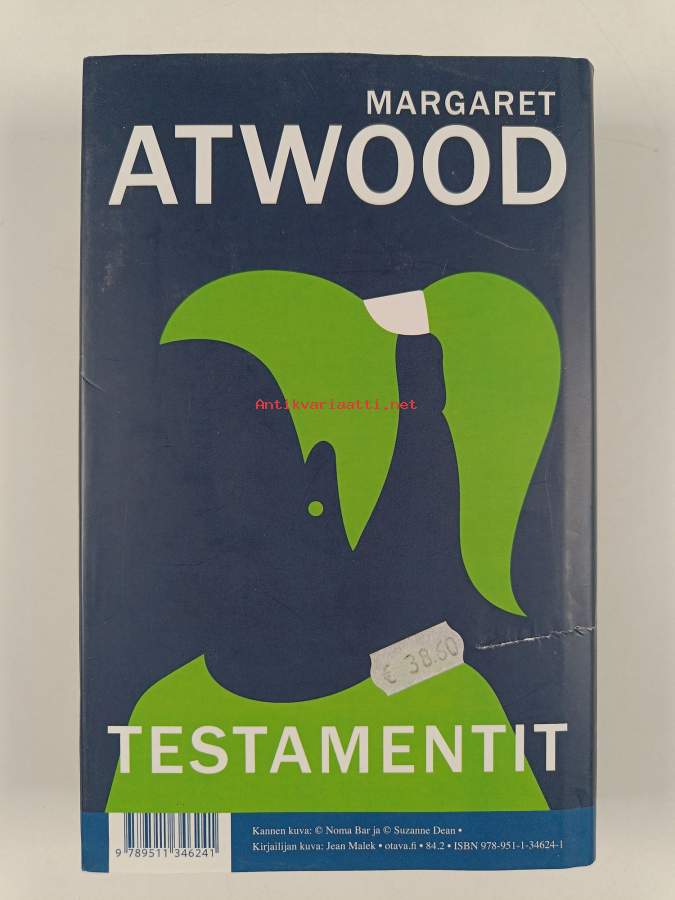 MARGARET
ATWOOD
Antikvariaatti.net
€ 38.60
TESTAMENTIT
Kannen kuva: © Noma Bar ja © Suzanne Dean •
Kirjailijan kuva: Jean Malek • otava.fi • 84.2 • ISBN 978-951-1-34624-1
9 789511 346241